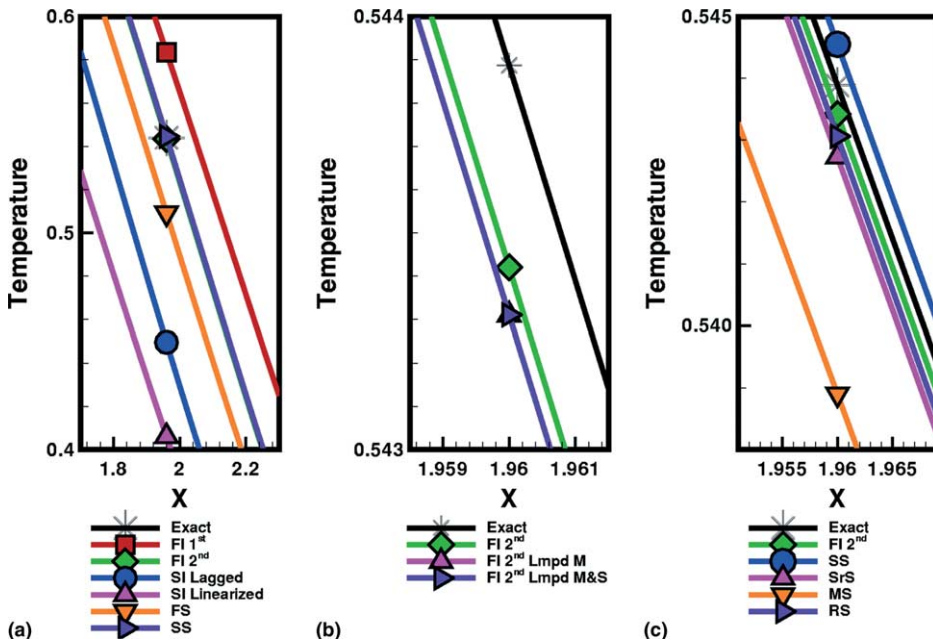 0.6
0.5
0.4
Temperature
1.8
2
2.2
X
Exact
FI 1st
FI 2nd
SI Lagged
SI Linearized
FS
SS
(a)
0.544
0.543
Temperature
1.959
1.96
1.961
X
Exact
FI 2nd
FI 2nd Lmpd M
FI 2nd Lmpd M&S
(b)
0.545
0.540
Temperature
1.955
1.96
1.965
X
Exact
FI 2nd
SS
SrS
MS
RS
(c)